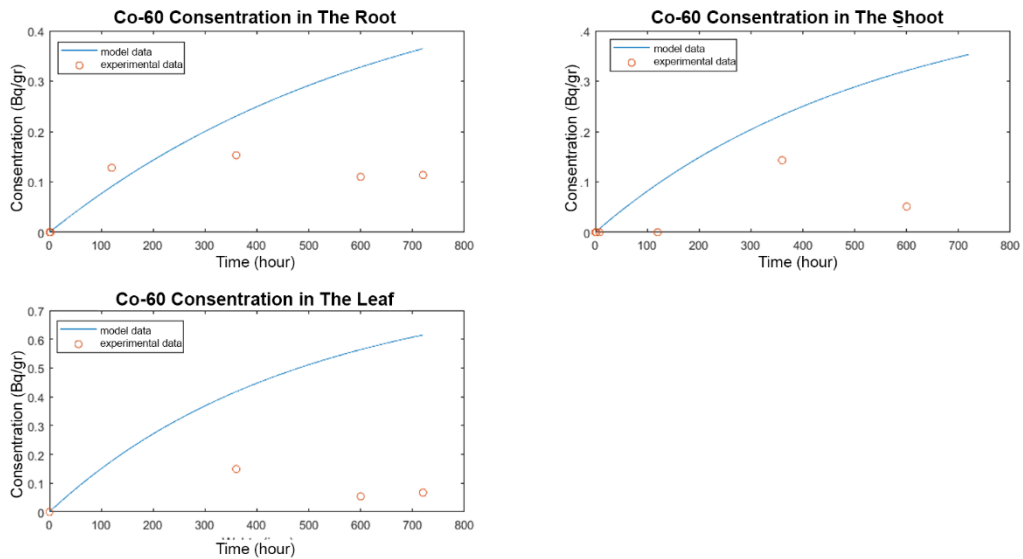 Co-60 Consentration in The Root
0.4
0.3
0.2
0.1
0
Consentration (Bq/gr)
model data
experimental data
0 100 200 300 400 500 600 700 800
Time (hour)
Co-60 Consentration in The Shoot
.4
.3
.2
.1
0
Consentration (Bq/gr)
model data
experimental data
0 100 200 300 400 500 600 700 800
Time (hour)
Co-60 Consentration in The Leaf
0.7
0.6
0.5
0.4
0.3
0.2
0.1
0
Consentration (Bq/gr)
model data
experimental data
0 100 200 300 400 500 600 700 800
Time (hour)